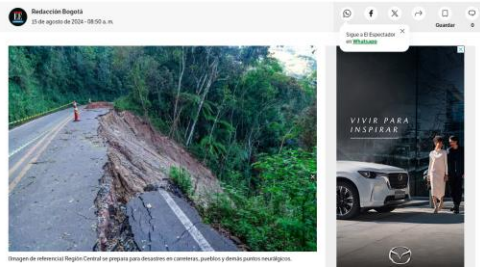 Redacción Bogotá
15 de agosto de 2024 - 08:50 a. m.
Guardar
0
Sigue a El Espectador
en WhatsApp
VIVIR PARA
INSPIRAR
(Imagen de referencia) Región Central se prepara para desastres en carreteras, pueblos y demás puntos neurálgicos.